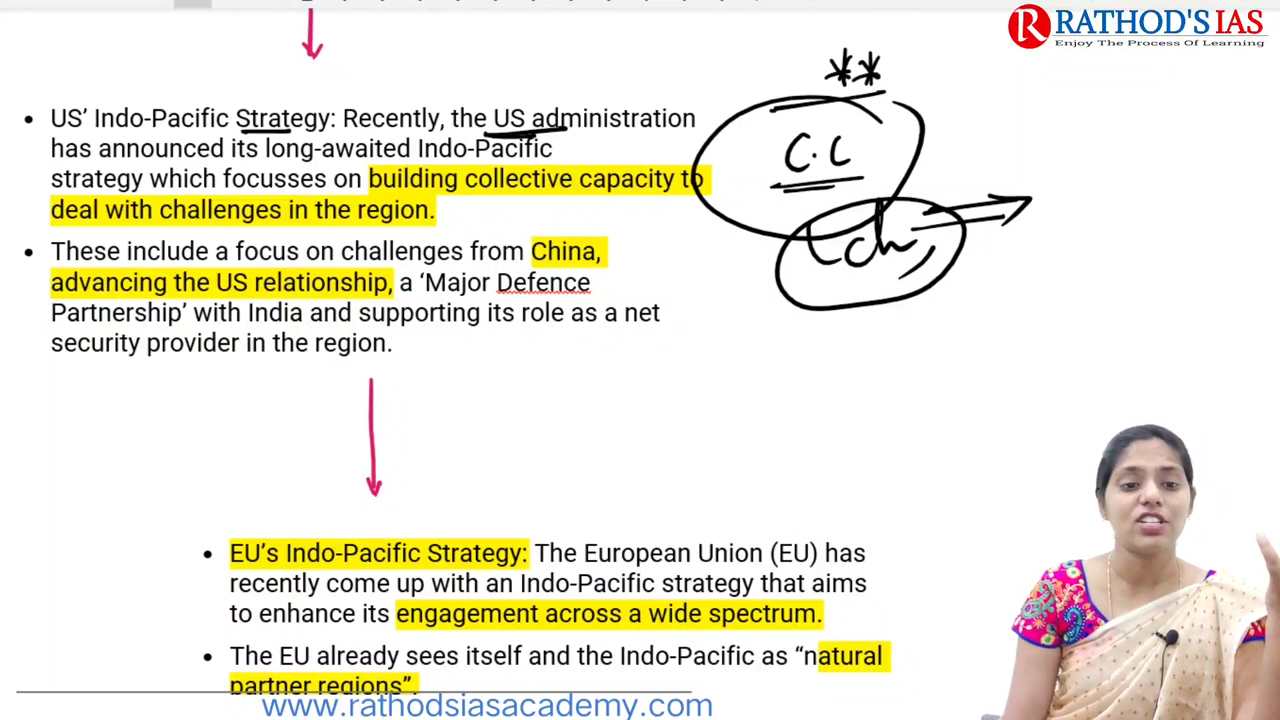 RATHOD'S IAS
Enjoy The Process Of Learning
**
• US’ Indo-Pacific Strategy: Recently, the US administration
has announced its long-awaited Indo-Pacific
strategy which focusses on building collective capacity to
deal with challenges in the region.
C.C
ch
• These include a focus on challenges from China,
advancing the US relationship, a ‘Major Defence
Partnership’ with India and supporting its role as a net
security provider in the region.
• EU’s Indo-Pacific Strategy: The European Union (EU) has
recently come up with an Indo-Pacific strategy that aims
to enhance its engagement across a wide spectrum.
• The EU already sees itself and the Indo-Pacific as “natural
partner regions”.
www.rathodsiasacademy.com